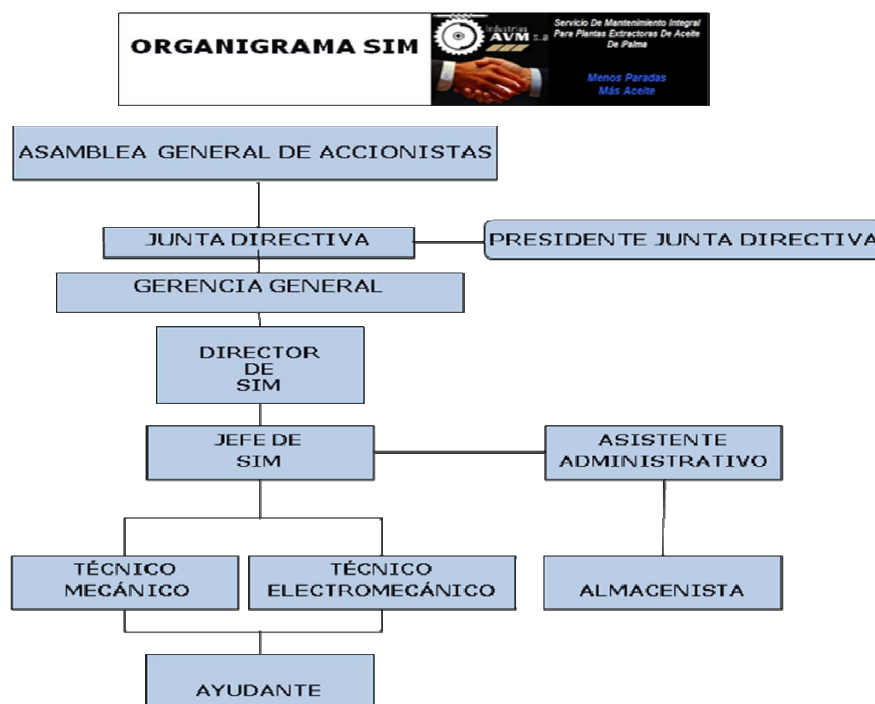 ORGANIGRAMA SIM
Industrias
AVM s.a
Servicio De Mantenimiento Integral
Para Plantas Extractoras De Aceite
De Palma
Menos Paradas
Más Aceite
ASAMBLEA GENERAL DE ACCIONISTAS
JUNTA DIRECTIVA
PRESIDENTE JUNTA DIRECTIVA
GERENCIA GENERAL
DIRECTOR
DE
SIM
JEFE DE
SIM
ASISTENTE
ADMINISTRATIVO
TÉCNICO
MECÁNICO
TÉCNICO
ELECTROMECÁNICO
ALMACENISTA
AYUDANTE